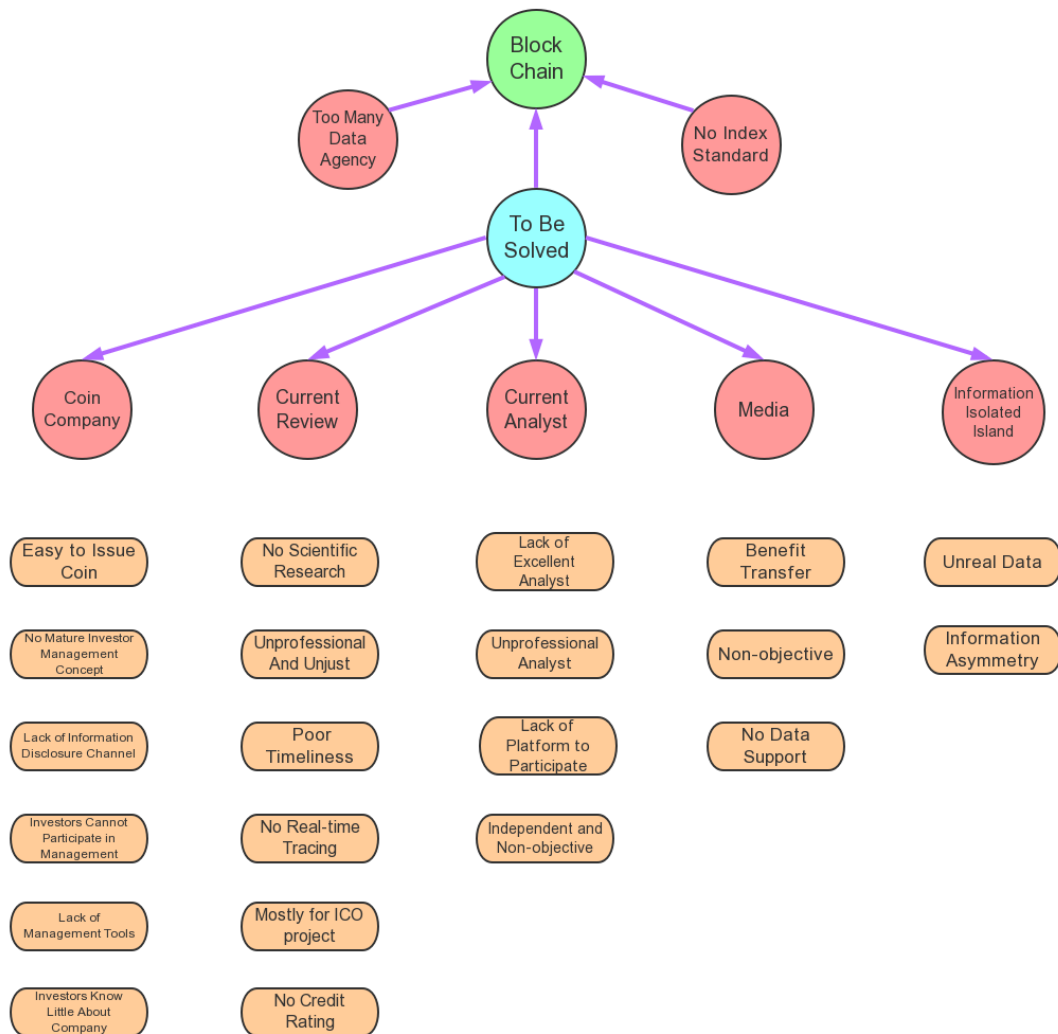 Block
Chain
Too Many
Data
Agency
No Index
Standard
To Be
Solved
Coin
Company
Current
Review
Current
Analyst
Media
Information
Isolated
Island
Easy to Issue
Coin
No Scientific
Research
Lack of
Excellent
Analyst
Benefit
Transfer
Unreal Data
No Mature Investor
Management
Concept
Unprofessional
And Unjust
Unprofessional
Analyst
Non-objective
Information
Asymmetry
Lack of Information
Disclosure Channel
Poor
Timeliness
Lack of
Platform to
Participate
No Data
Support
Investors Cannot
Participate in
Management
No Real-time
Tracing
Independent and
Non-objective
Lack of
Management Tools
Mostly for ICO
project
Investors Know
Little About
Company
No Credit
Rating